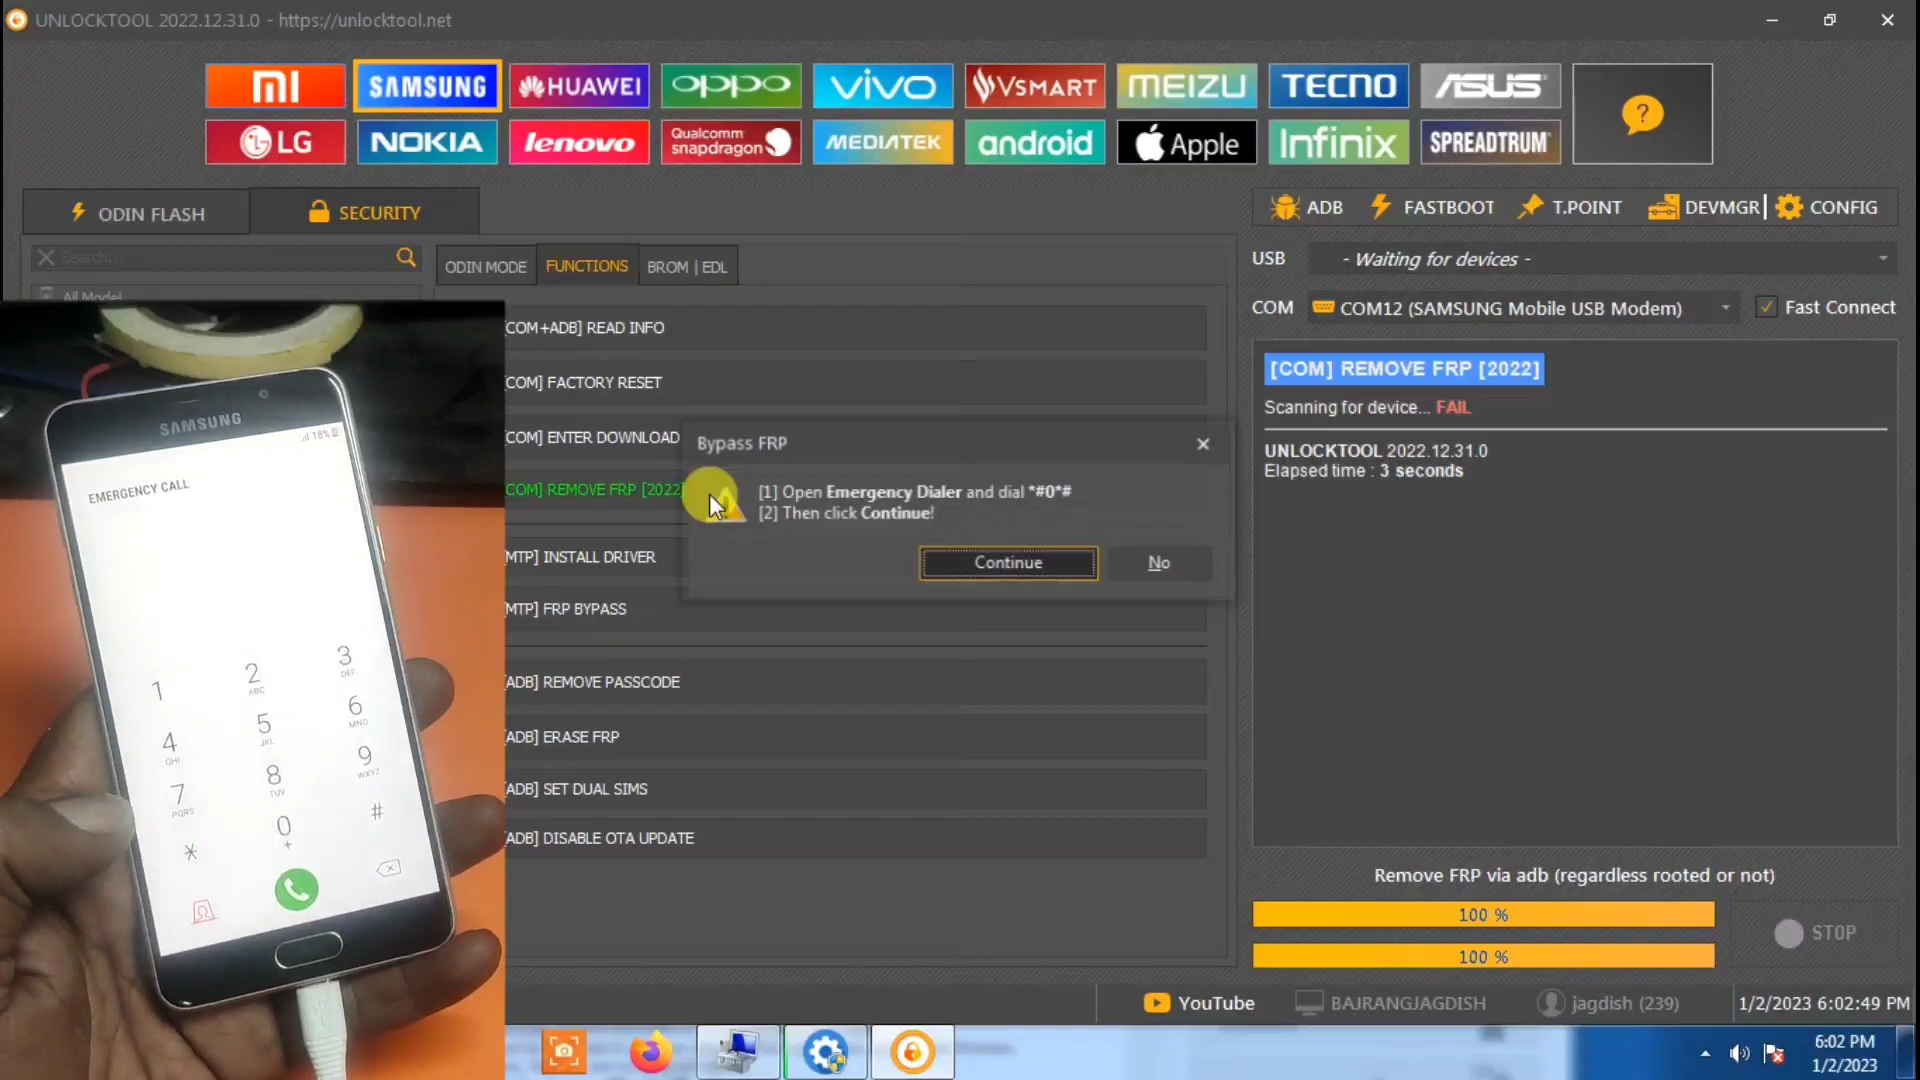 UNLOCKTOOL 2022.12.31.0 - https://unlocktool.net
MI SAMSUNG HUAWEI oppo vivo VSMART MEIZU TECNO ASUS ?
LG NOKIA lenovo Qualcomm snapdragon MEDIATEK android Apple Infinix SPREADTRUM
ODIN FLASH SECURITY
ADB FASTBOOT T.POINT DEVMGR CONFIG
Search...
All Model
ODIN MODE FUNCTIONS BROM | EDL
USB - Waiting for devices -
COM COM12 (SAMSUNG Mobile USB Modem) Fast Connect
[COM+ADB] READ INFO
[COM] FACTORY RESET
[COM] ENTER DOWNLOAD
[COM] REMOVE FRP [2022]
[MTP] INSTALL DRIVER
[MTP] FRP BYPASS
[ADB] REMOVE PASSCODE
[ADB] ERASE FRP
[ADB] SET DUAL SIMS
[ADB] DISABLE OTA UPDATE
Bypass FRP
[1] Open Emergency Dialer and dial *#0*#
[2] Then click Continue!
Continue No
[COM] REMOVE FRP [2022]
Scanning for device... FAIL
UNLOCKTOOL 2022.12.31.0
Elapsed time : 3 seconds
Remove FRP via adb (regardless rooted or not)
100 %
100 %
STOP
YouTube BAJRANGJAGDISH jagdish (239) 1/2/2023 6:02:49 PM
6:02 PM
1/2/2023
SAMSUNG
18%
EMERGENCY CALL
1 2 ABC 3 DEF
4 GHI 5 JKL 6 MNO
7 PQRS 8 TUV 9 WXYZ
* 0 + #